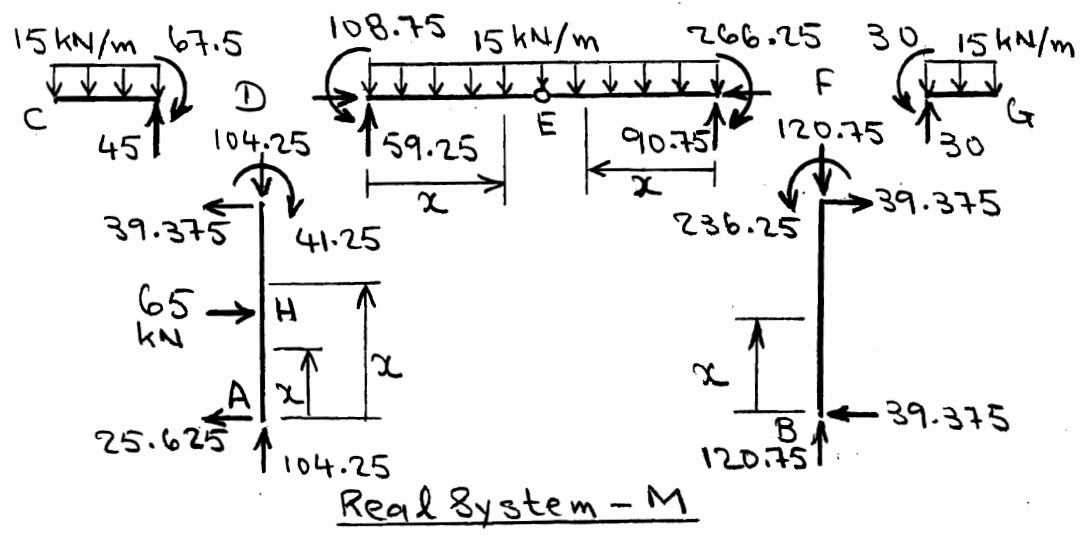 15 kN/m 67.5 108.75 15 kN/m 266.25 30 15 kN/m
C D E F G
45 59.25 90.75 30
104.25 x x 120.75
39.375 41.25 236.25 39.375
65 kN H
x x x
A B
25.625 104.25 120.75 39.375
Real System - M